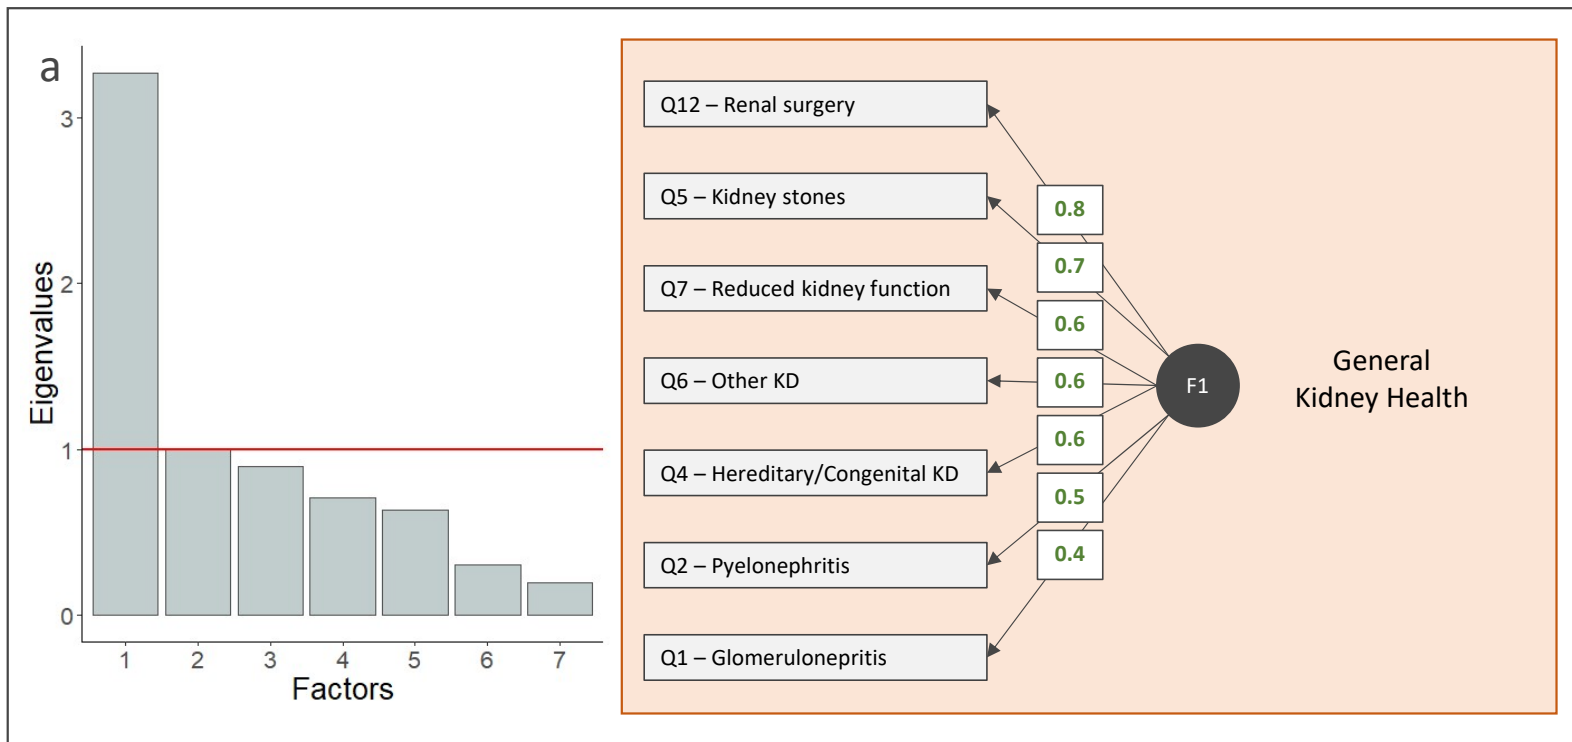 a
Eigenvalues
3
2
1
0
1 2 3 4 5 6 7
Factors
Q12 – Renal surgery
Q5 – Kidney stones
Q7 – Reduced kidney function
Q6 – Other KD
Q4 – Hereditary/Congenital KD
Q2 – Pyelonephritis
Q1 – Glomerulonepritis
0.8
0.7
0.6
0.6
0.6
0.5
0.4
F1
General
Kidney Health